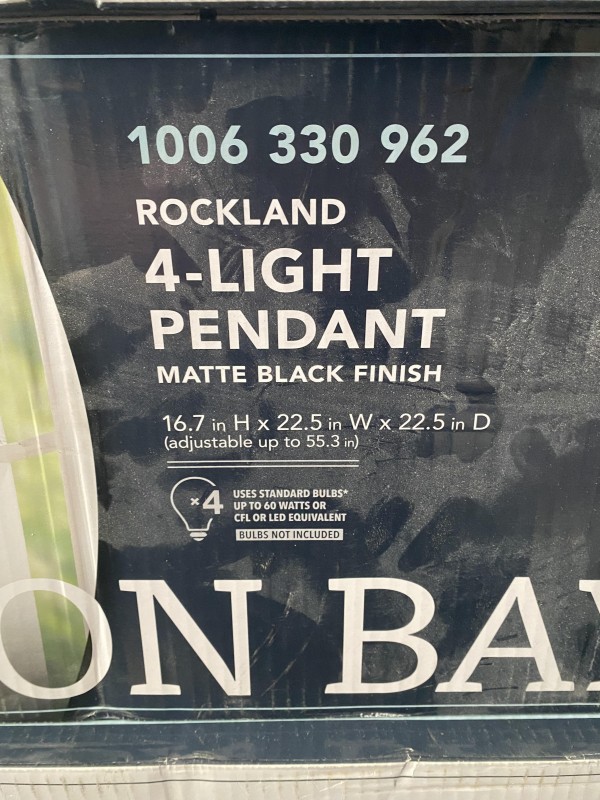 1006 330 962
ROCKLAND
4-LIGHT
PENDANT
MATTE BLACK FINISH
16.7 in H x 22.5 in W x 22.5 in D
(adjustable up to 55.3 in)
×4
USES STANDARD BULBS*
UP TO 60 WATTS OR
CFL OR LED EQUIVALENT
BULBS NOT INCLUDED
ON BA